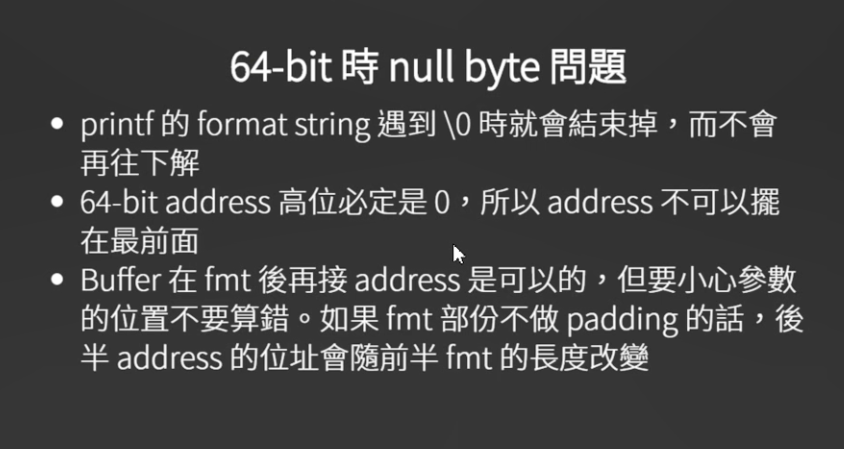 64-bit 時 null byte 問題
printf 的 format string 遇到 \0 時就會結束掉，而不會
再往下解
64-bit address 高位必定是 0，所以 address 不可以擺
在最前面
Buffer 在 fmt 後再接 address 是可以的，但要小心參數
的位置不要算錯。如果 fmt 部份不做 padding 的話，後
半 address 的位址會隨前半 fmt 的長度改變